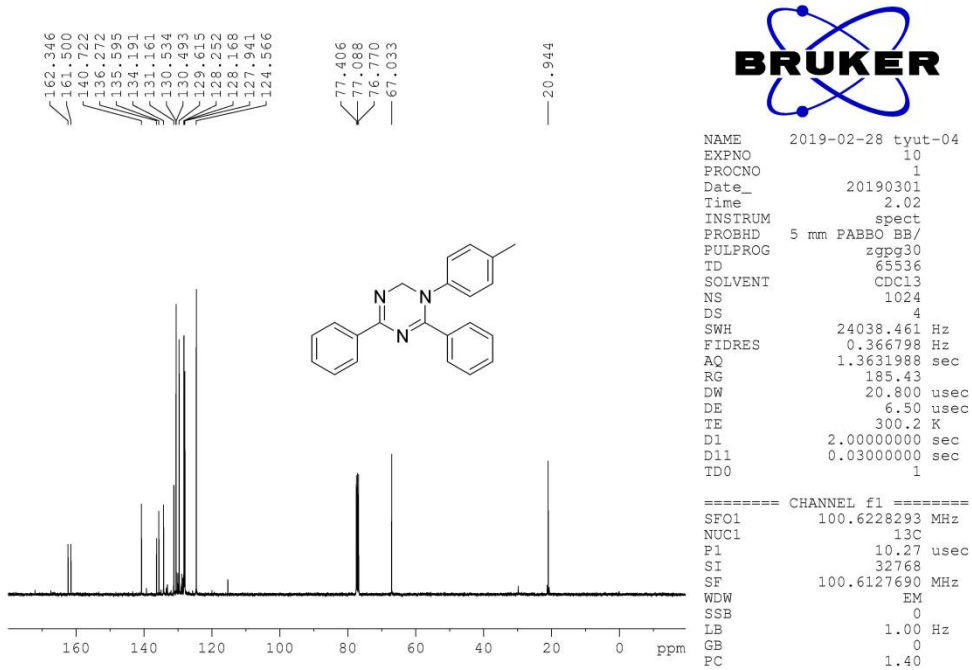 162.346
161.500
140.722
136.272
135.595
134.191
131.161
130.534
130.493
129.615
128.252
128.168
127.941
124.566
77.406
77.088
76.770
67.033
20.944
BRUKER
N
N
N
160 140 120 100 80 60 40 20 0 ppm
NAME 2019-02-28 tyut-04
EXPNO 10
PROCNO 1
Date_ 20190301
Time 2.02
INSTRUM spect
PROBHD 5 mm PABBO BB/
PULPROG zgpg30
TD 65536
SOLVENT CDCl3
NS 1024
DS 4
SWH 24038.461 Hz
FIDRES 0.366798 Hz
AQ 1.3631988 sec
RG 185.43
DW 20.800 usec
DE 6.50 usec
TE 300.2 K
D1 2.00000000 sec
D11 0.03000000 sec
TD0 1
======== CHANNEL f1 ========
SFO1 100.6228293 MHz
NUC1 13C
P1 10.27 usec
SI 32768
SF 100.6127690 MHz
WDW EM
SSB 0
LB 1.00 Hz
GB 0
PC 1.40